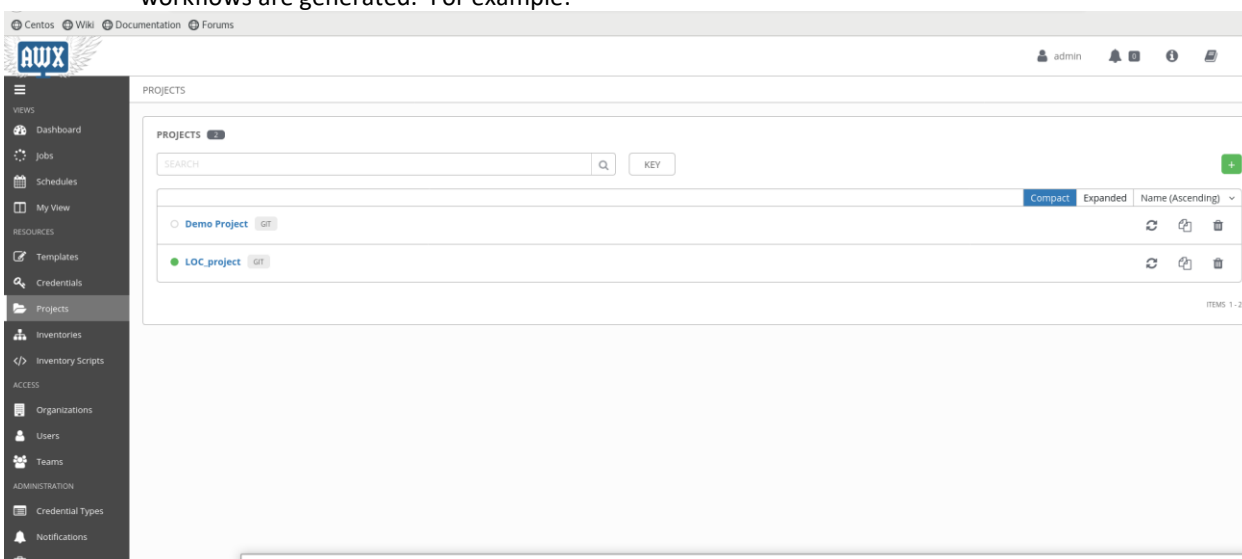 workflows are generated. For example:
Centos Wiki Documentation Forums
AWX
admin 0
PROJECTS
VIEWS
Dashboard
PROJECTS 2
Jobs
SEARCH KEY
Schedules
Compact Expanded Name (Ascending)
My View
Demo Project GIT
RESOURCES
Templates
LOC_project GIT
Credentials
Projects
ITEMS 1 - 2
Inventories
Inventory Scripts
ACCESS
Organizations
Users
Teams
ADMINISTRATION
Credential Types
Notifications